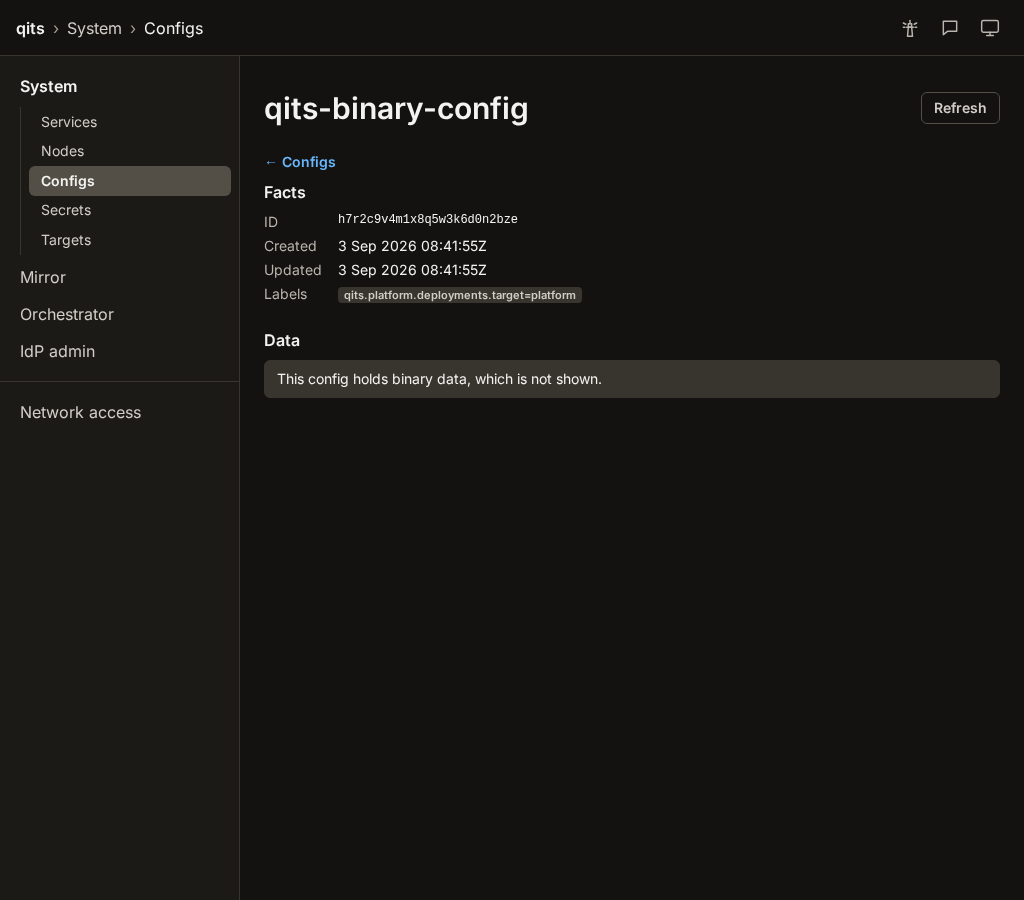 qits › System › Configs
System
Services
Nodes
Configs
Secrets
Targets
Mirror
Orchestrator
IdP admin
Network access
qits-binary-config
Refresh
← Configs
Facts
ID h7r2c9v4m1x8q5w3k6d0n2bze
Created 3 Sep 2026 08:41:55Z
Updated 3 Sep 2026 08:41:55Z
Labels qits.platform.deployments.target=platform
Data
This config holds binary data, which is not shown.